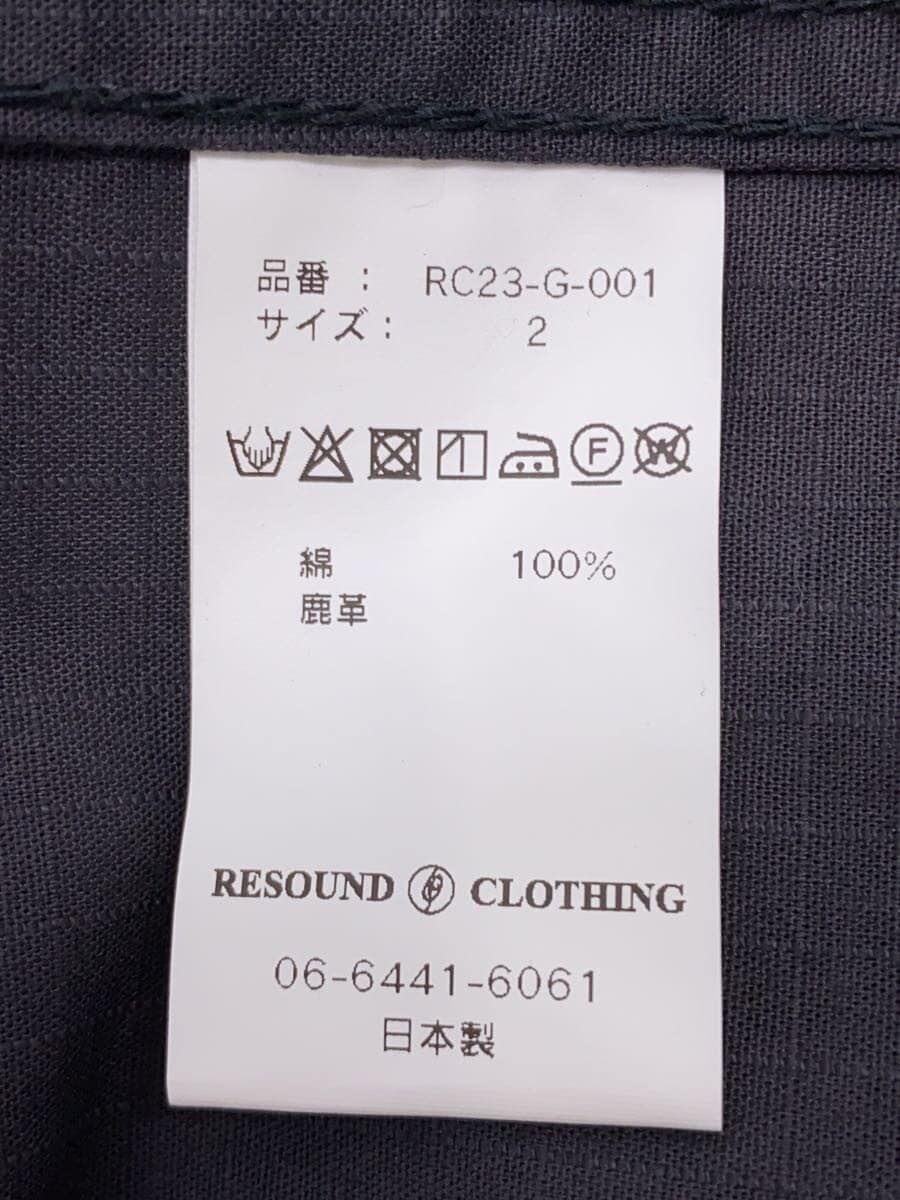 品番 : RC23-G-001
サイズ: 2
F W
綿 100%
鹿革
RESOUND CLOTHING
06-6441-6061
日本製